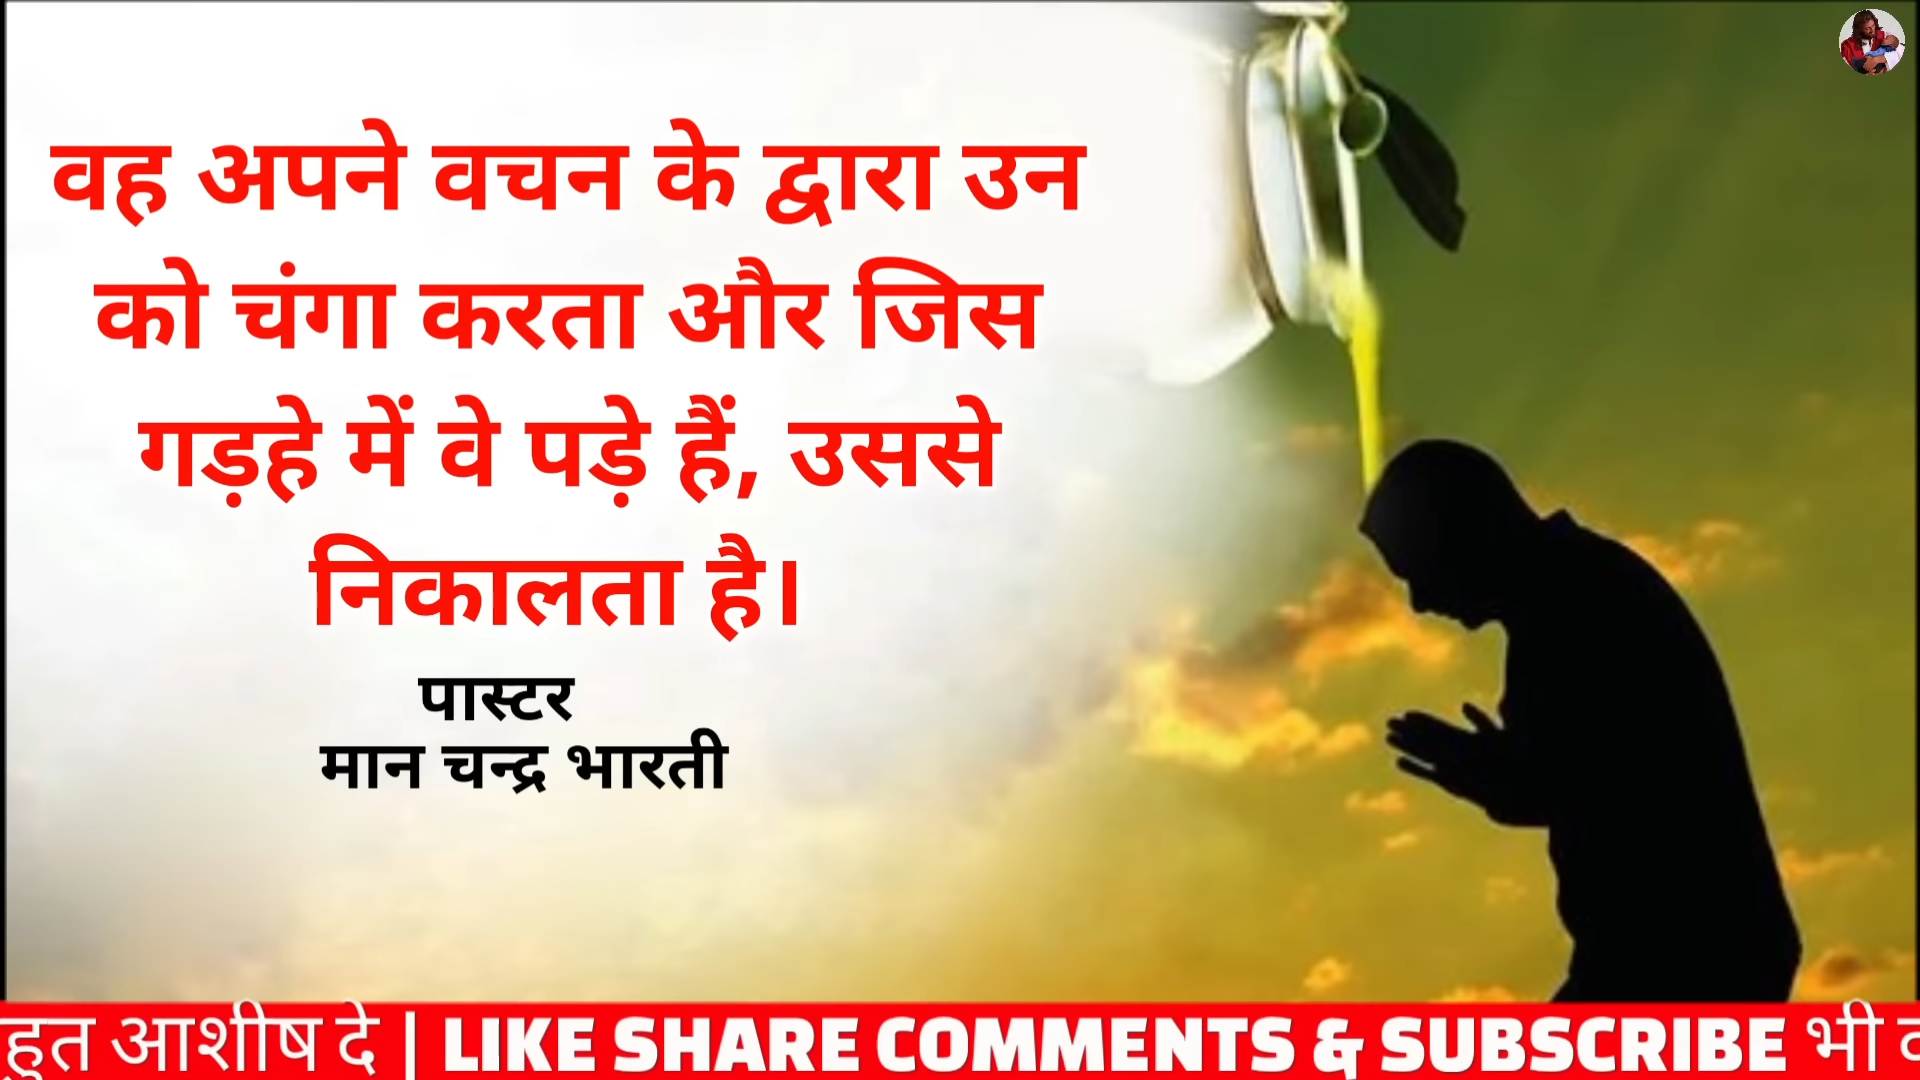 वह अपने वचन के द्वारा उन
को चंगा करता और जिस
गड़हे में वे पड़े हैं, उससे
निकालता है।
पास्टर
मान चन्द्र भारती
आशीष दे | LIKE SHARE COMMENTS & SUBSCRIBE भी